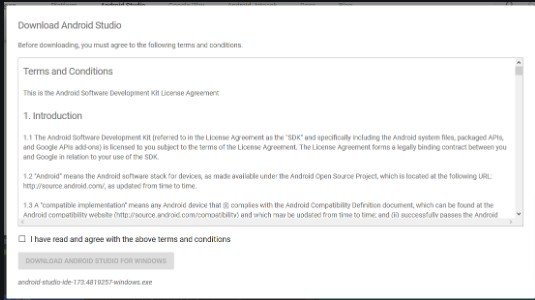 Platform Android Studio Google Play
Download Android Studio
Before downloading, you must agree to the following terms and conditions.
Terms and Conditions
This is the Android Software Development Kit License Agreement
1. Introduction
1.1 The Android Software Development Kit (referred to in the License Agreement as the "SDK" and specifically including the Android system files, packaged APIs,
and Google APIs add-ons) is licensed to you subject to the terms of the License Agreement. The License Agreement forms a legally binding contract between you
and Google in relation to your use of the SDK.
1.2 "Android" means the Android software stack for devices, as made available under the Android Open Source Project, which is located at the following URL:
http://source.android.com/, as updated from time to time.
1.3 A "compatible implementation" means any Android device that (i) complies with the Android Compatibility Definition document, which can be found at the
Android compatibility website (http://source.android.com/compatibility) and which may be updated from time to time; and (ii) successfully passes the Android
I have read and agree with the above terms and conditions
DOWNLOAD ANDROID STUDIO FOR WINDOWS
android-studio-ide-173.4819257-windows.exe